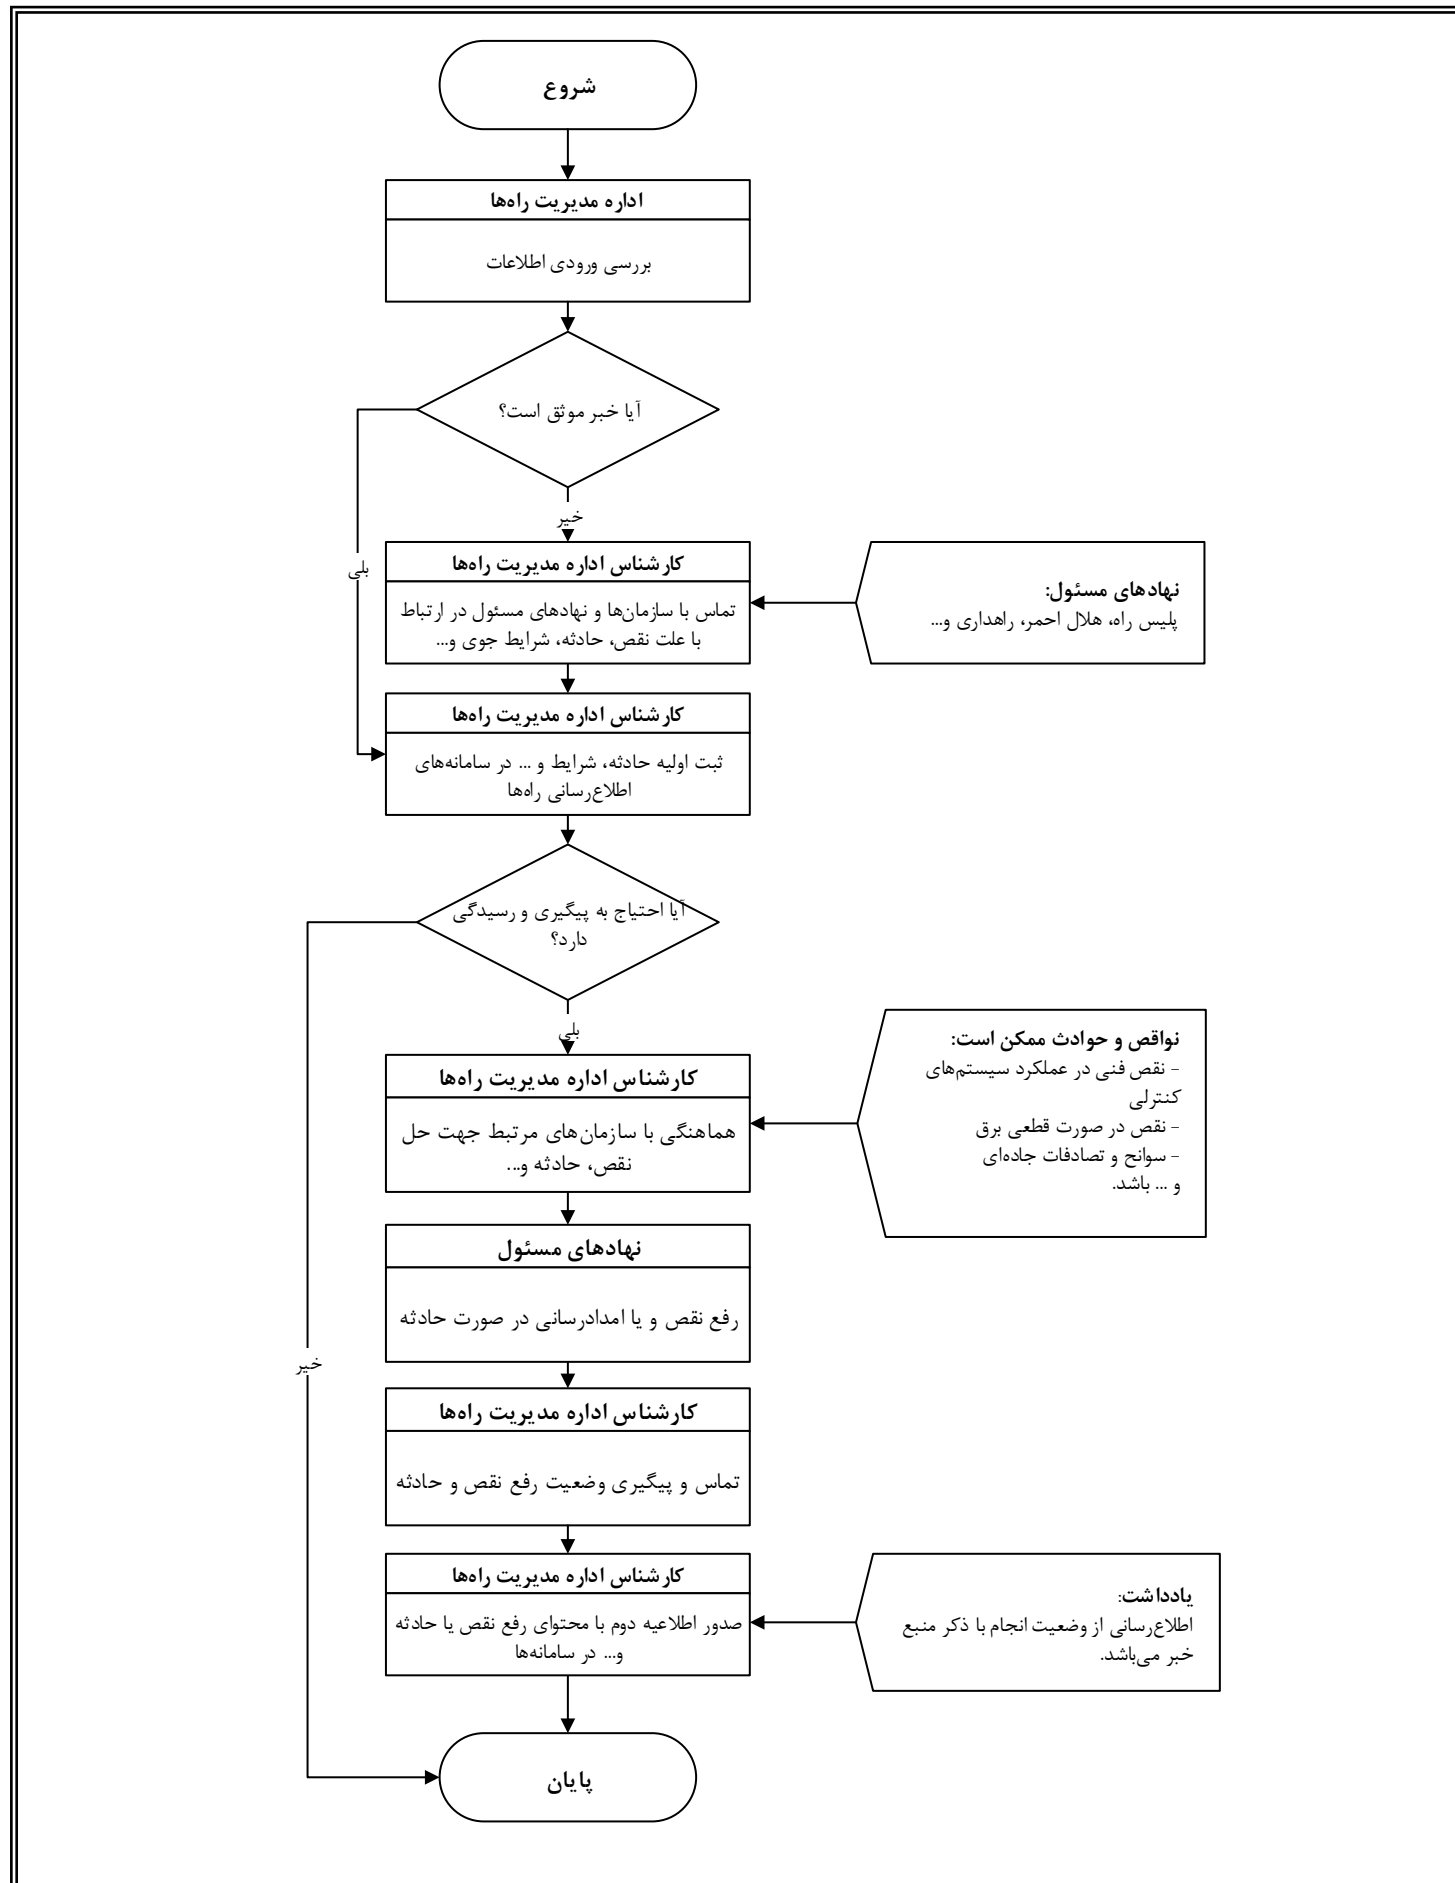 شروع
اداره مدیریت راه‌ها
بررسی ورودی اطلاعات
آیا خبر موثق است؟
خیر
بلی
کارشناس اداره مدیریت راه‌ها
تماس با سازمان‌ها و نهادهای مسئول در ارتباط
با علت نقص، حادثه، شرایط جوی و...
نهادهای مسئول:
پلیس راه، هلال احمر، راهداری و...
کارشناس اداره مدیریت راه‌ها
ثبت اولیه حادثه، شرایط و ... در سامانه‌های
اطلاع‌رسانی راه‌ها
آیا احتیاج به پیگیری و رسیدگی
دارد؟
بلی
خیر
کارشناس اداره مدیریت راه‌ها
هماهنگی با سازمان‌های مرتبط جهت حل
نقص، حادثه و...
نواقص و حوادث ممکن است:
- نقص فنی در عملکرد سیستم‌های
کنترلی
- نقص در صورت قطعی برق
- سوانح و تصادفات جاده‌ای
و ... باشد.
نهادهای مسئول
رفع نقص و یا امدادرسانی در صورت حادثه
کارشناس اداره مدیریت راه‌ها
تماس و پیگیری وضعیت رفع نقص و حادثه
کارشناس اداره مدیریت راه‌ها
صدور اطلاعیه دوم با محتوای رفع نقص یا حادثه
و... در سامانه‌ها
یادداشت:
اطلاع‌رسانی از وضعیت انجام با ذکر منبع
خبر می‌باشد.
پایان